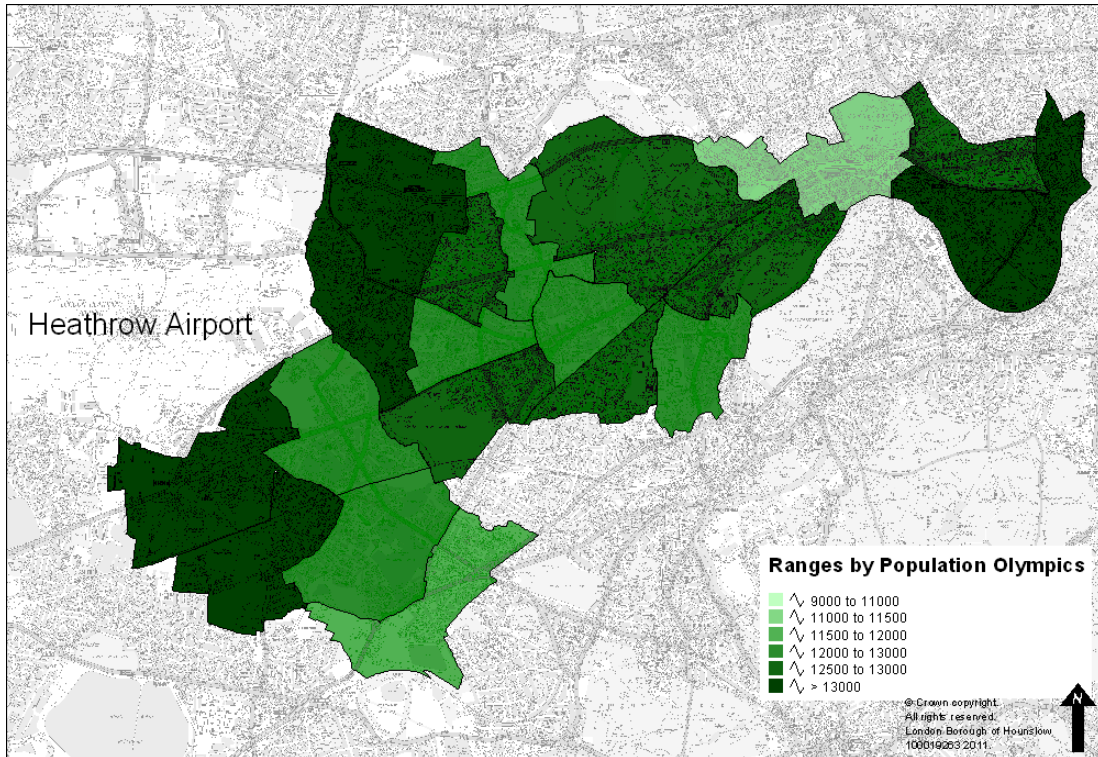 Heathrow Airport
Ranges by Population Olympics
9000 to 11000
11000 to 11500
11500 to 12000
12000 to 13000
12500 to 13000
> 13000
© Crown copyright.
All rights reserved.
London Borough of Hounslow
100019263 2011.
N